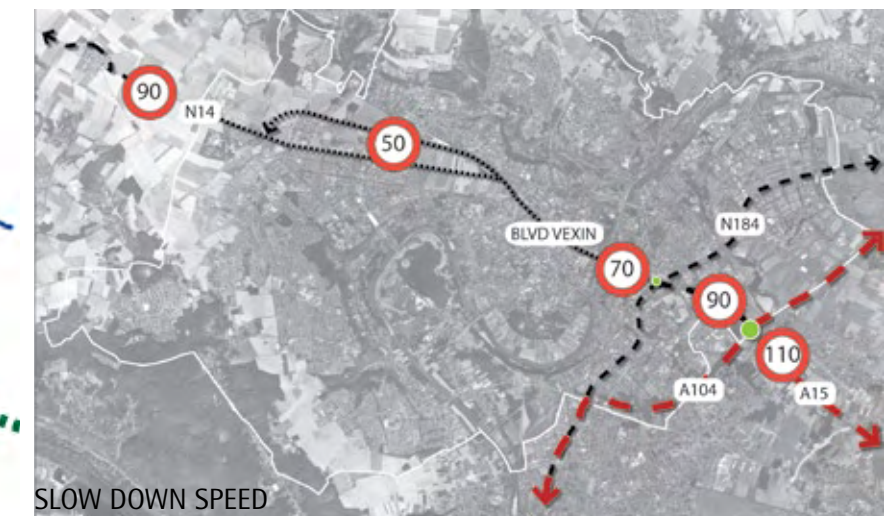 90
N14
50
N184
BLVD VEXIN
70
90
110
A104
A15
SLOW DOWN SPEED